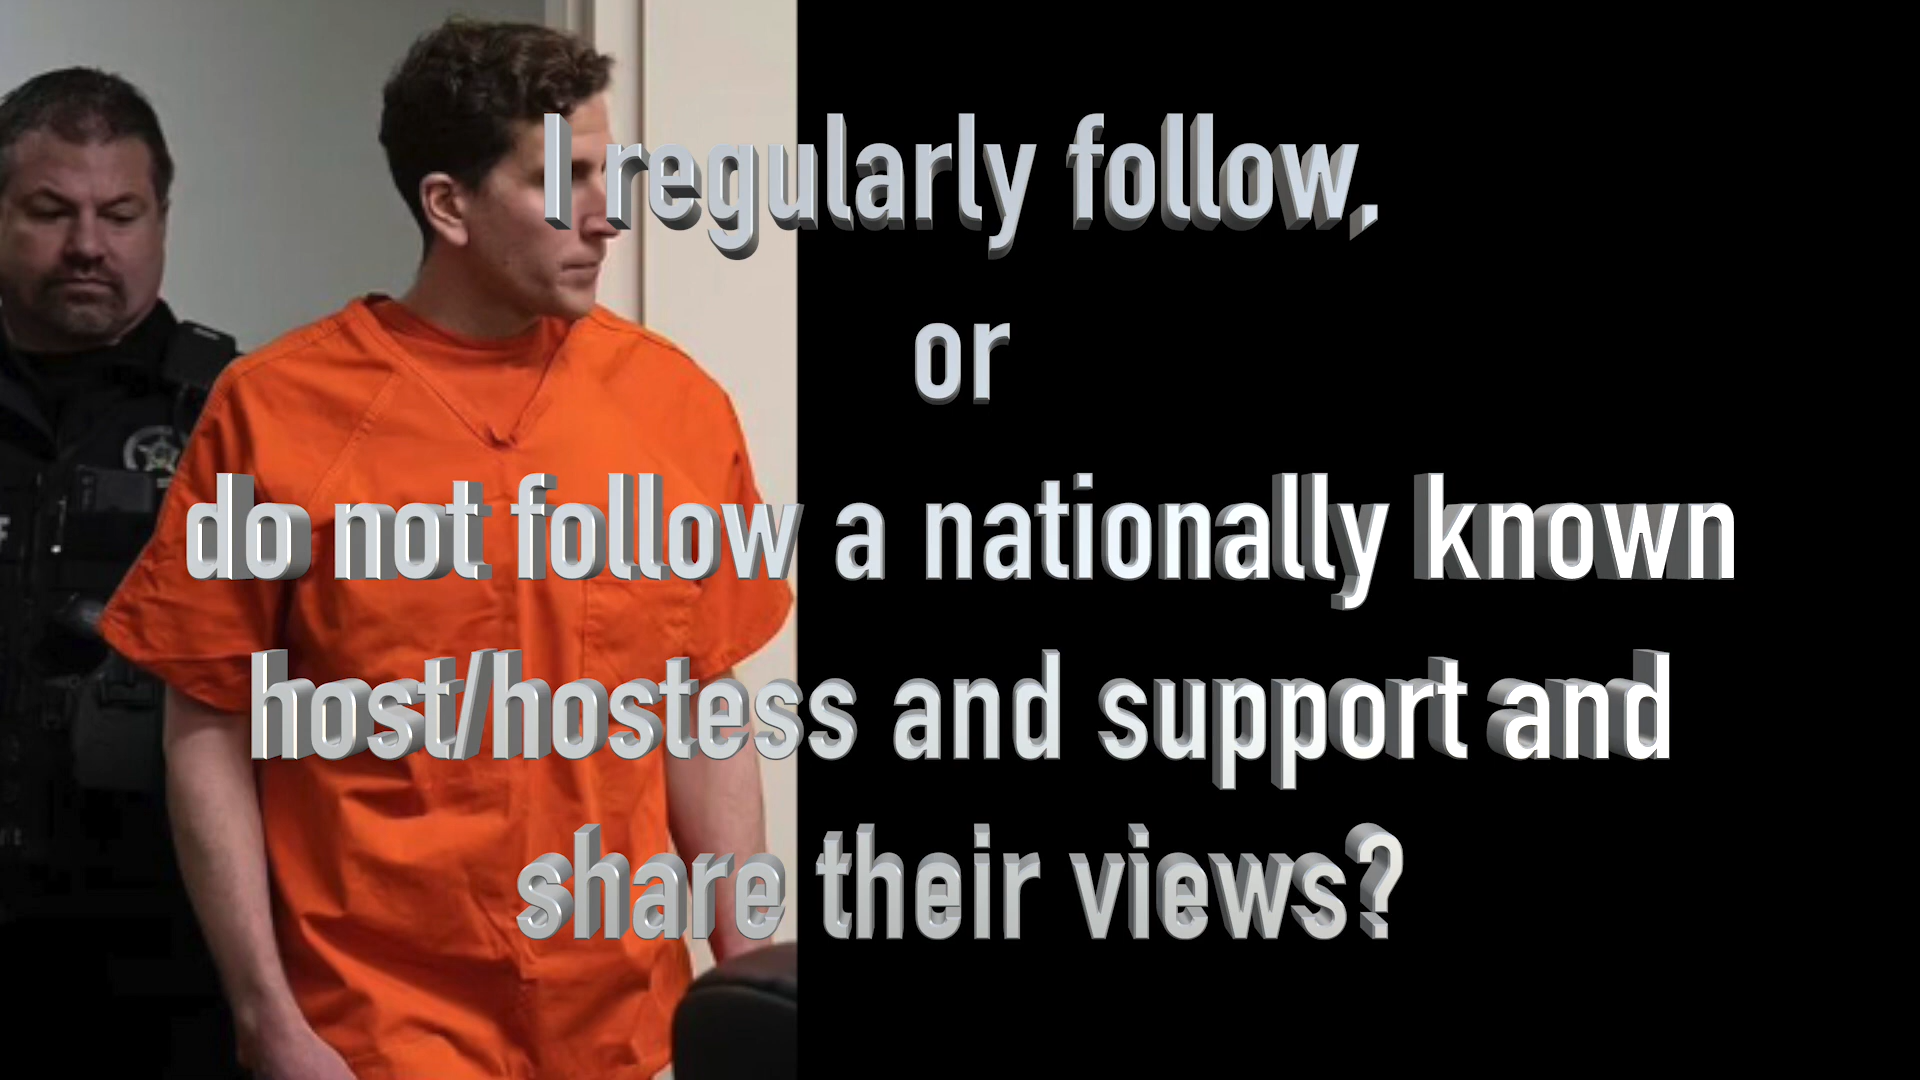 I regularly follow,
or
do not follow a nationally known
host/hostess and support and
share their views?